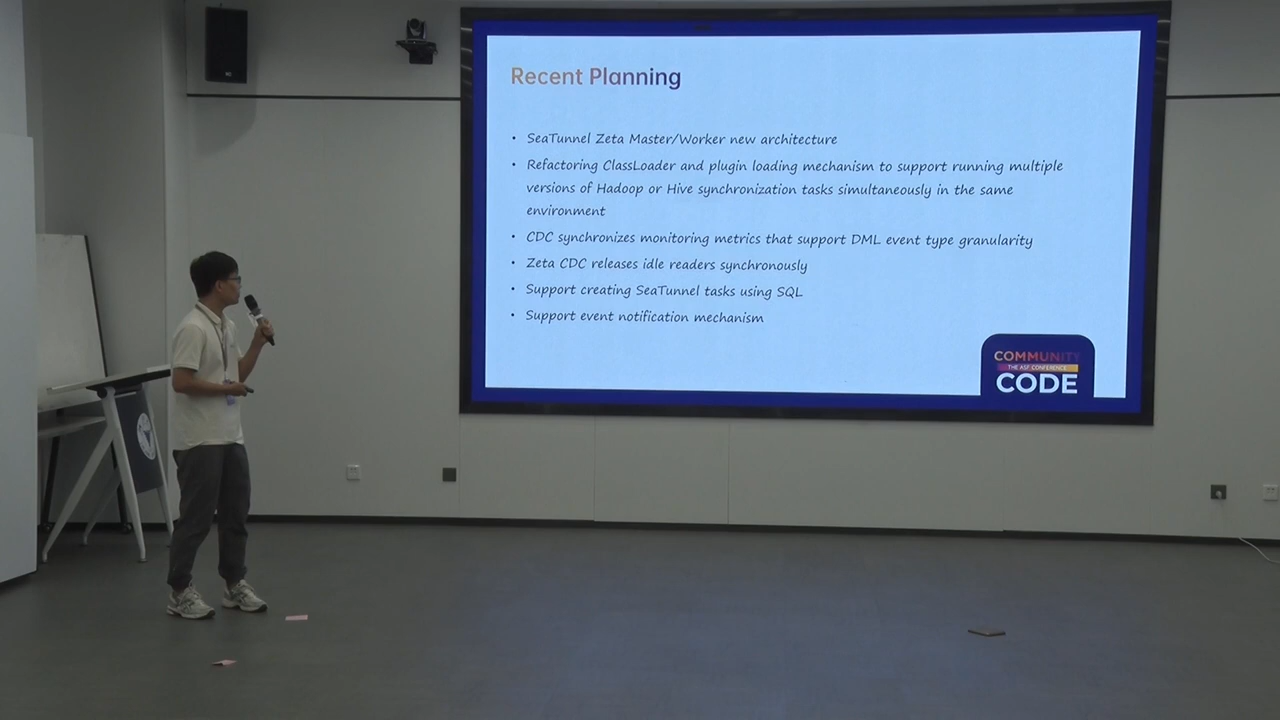 Recent Planning
• SeaTunnel Zeta Master/Worker new architecture
• Refactoring ClassLoader and plugin loading mechanism to support running multiple
versions of Hadoop or Hive synchronization tasks simultaneously in the same
environment
• CDC synchronizes monitoring metrics that support DML event type granularity
• Zeta CDC releases idle readers synchronously
• Support creating SeaTunnel tasks using SQL
• Support event notification mechanism
COMMUNITY
THE ASF CONFERENCE
CODE